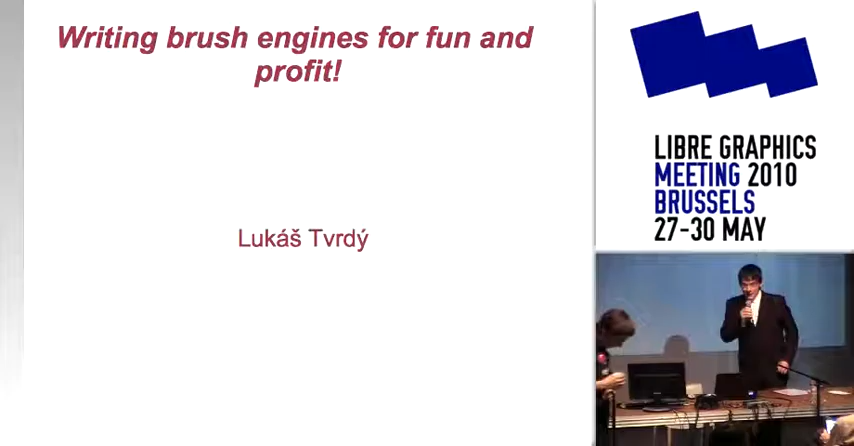 Writing brush engines for fun and
profit!
Lukáš Tvrdý
LIBRE GRAPHICS
MEETING 2010
BRUSSELS
27-30 MAY